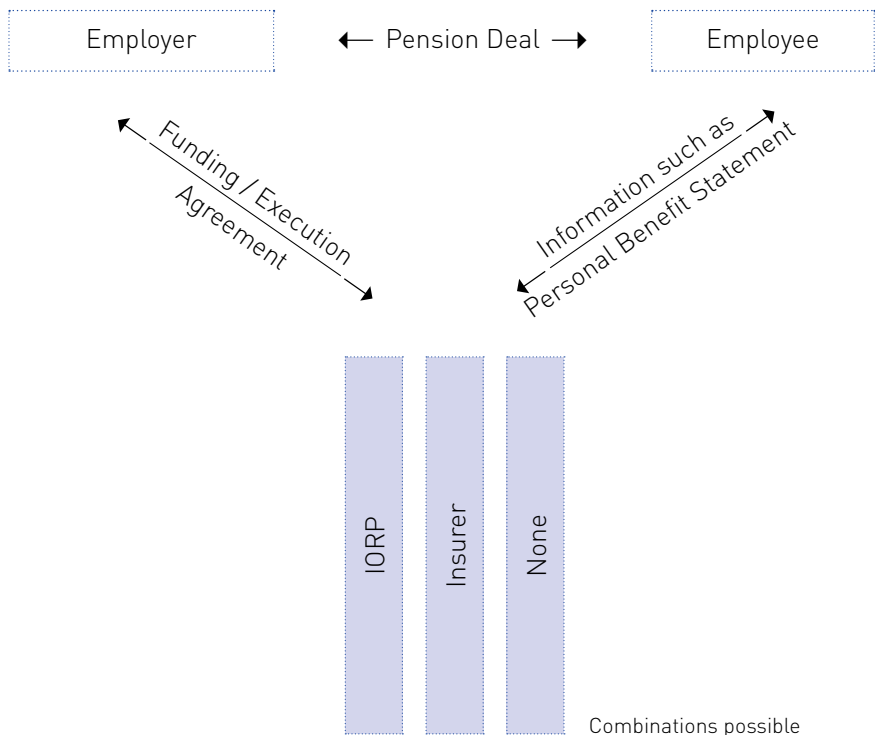 Employer
Pension Deal
Employee
Funding / Execution
Agreement
Information such as
Personal Benefit Statement
IORP
Insurer
None
Combinations possible